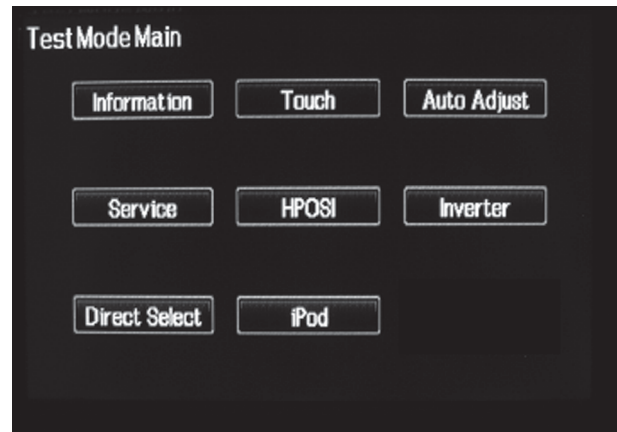 Test Mode Main
Information Touch Auto Adjust
Service HPOSI Inverter
Direct Select iPod